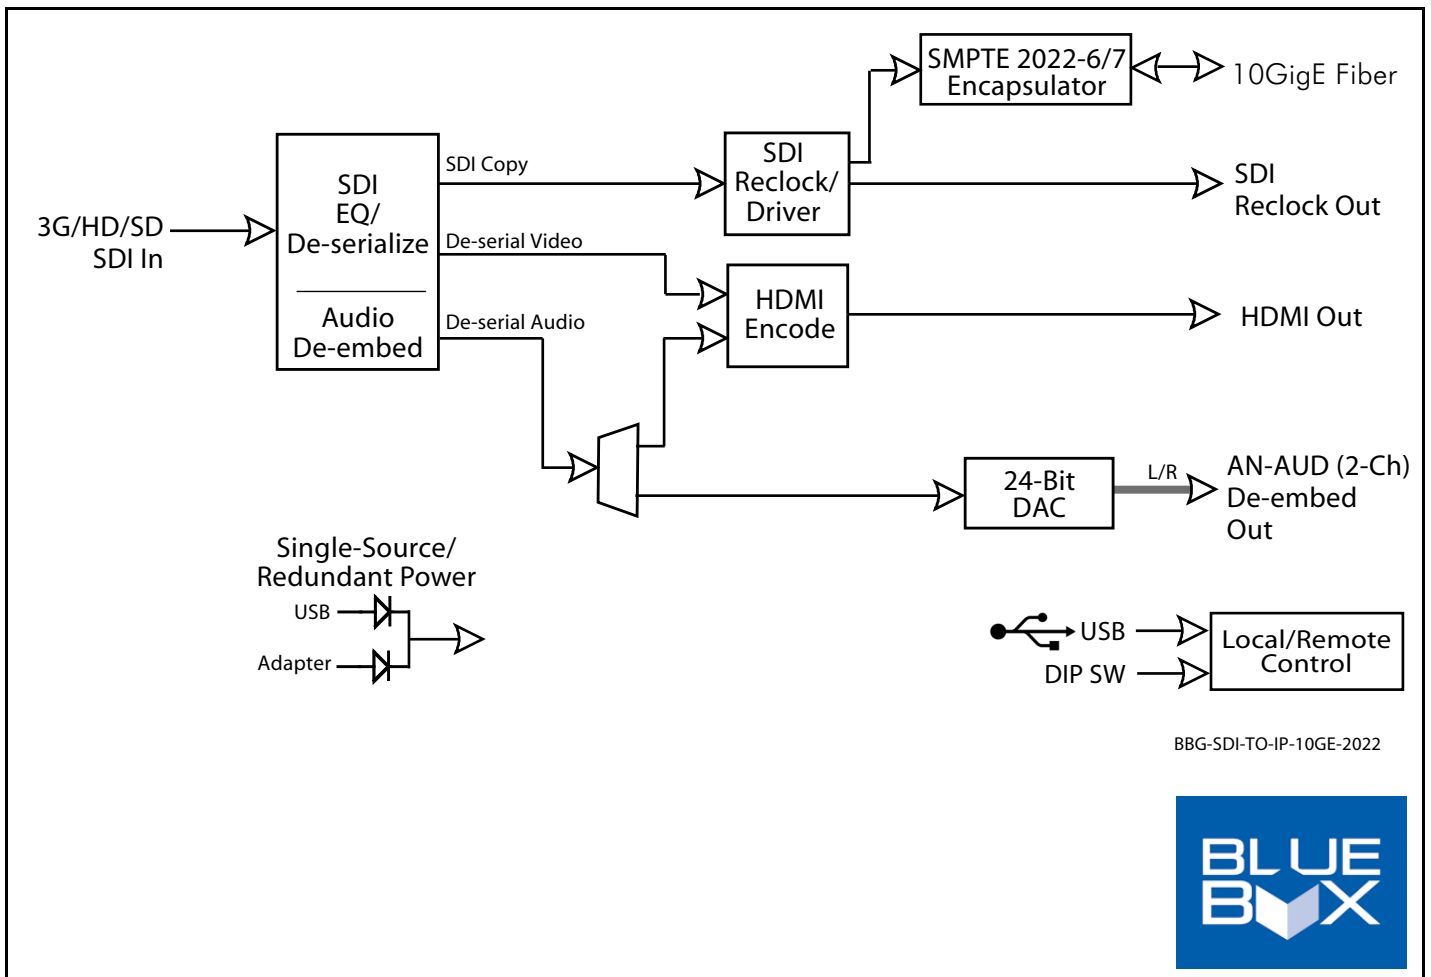 SMPTE 2022-6/7
Encapsulator
10GigE Fiber
3G/HD/SD
SDI In
SDI
EQ/
De-serialize
Audio
De-embed
SDI Copy
De-serial Video
De-serial Audio
SDI
Reclock/
Driver
SDI
Reclock Out
HDMI
Encode
HDMI Out
24-Bit
DAC
L/R
AN-AUD (2-Ch)
De-embed
Out
Single-Source/
Redundant Power
USB
Adapter
USB
DIP SW
Local/Remote
Control
BBG-SDI-TO-IP-10GE-2022
BLUE
BOX